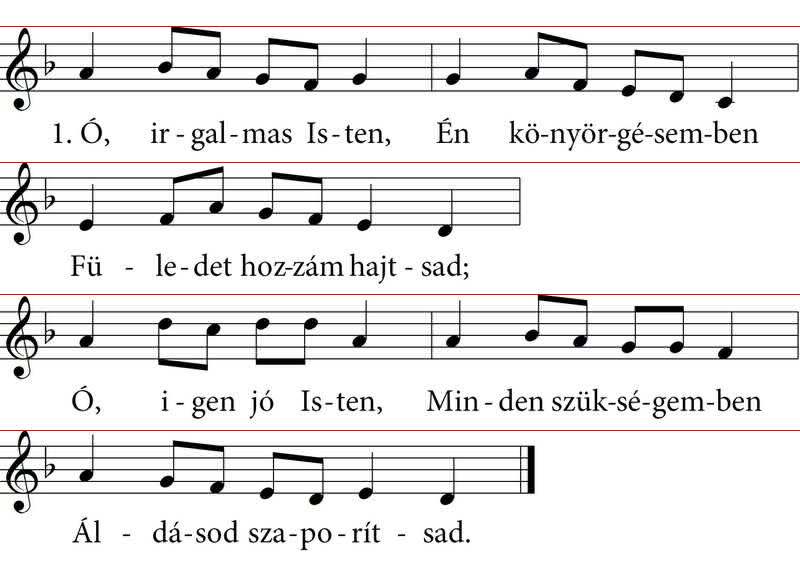 1. Ó, ir - gal - mas Is - ten, Én kö-nyör-gé-sem-ben
Fü - le - det hoz-zám hajt - sad;
Ó, i - gen jó Is - ten, Min - den szük-sé-gem-ben
Ál - dá-sod sza-po - rít - sad.